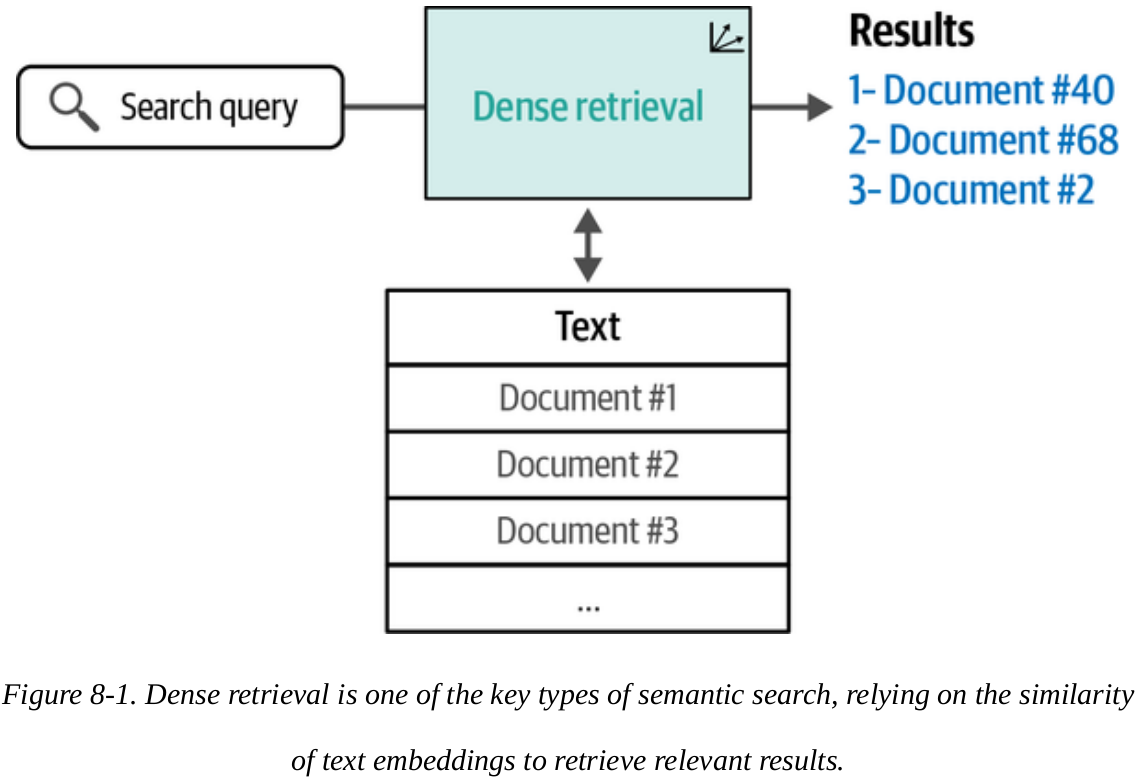 Search query
Dense retrieval
Results
1– Document #40
2– Document #68
3– Document #2
Text
Document #1
Document #2
Document #3
...
Figure 8-1. Dense retrieval is one of the key types of semantic search, relying on the similarity
of text embeddings to retrieve relevant results.